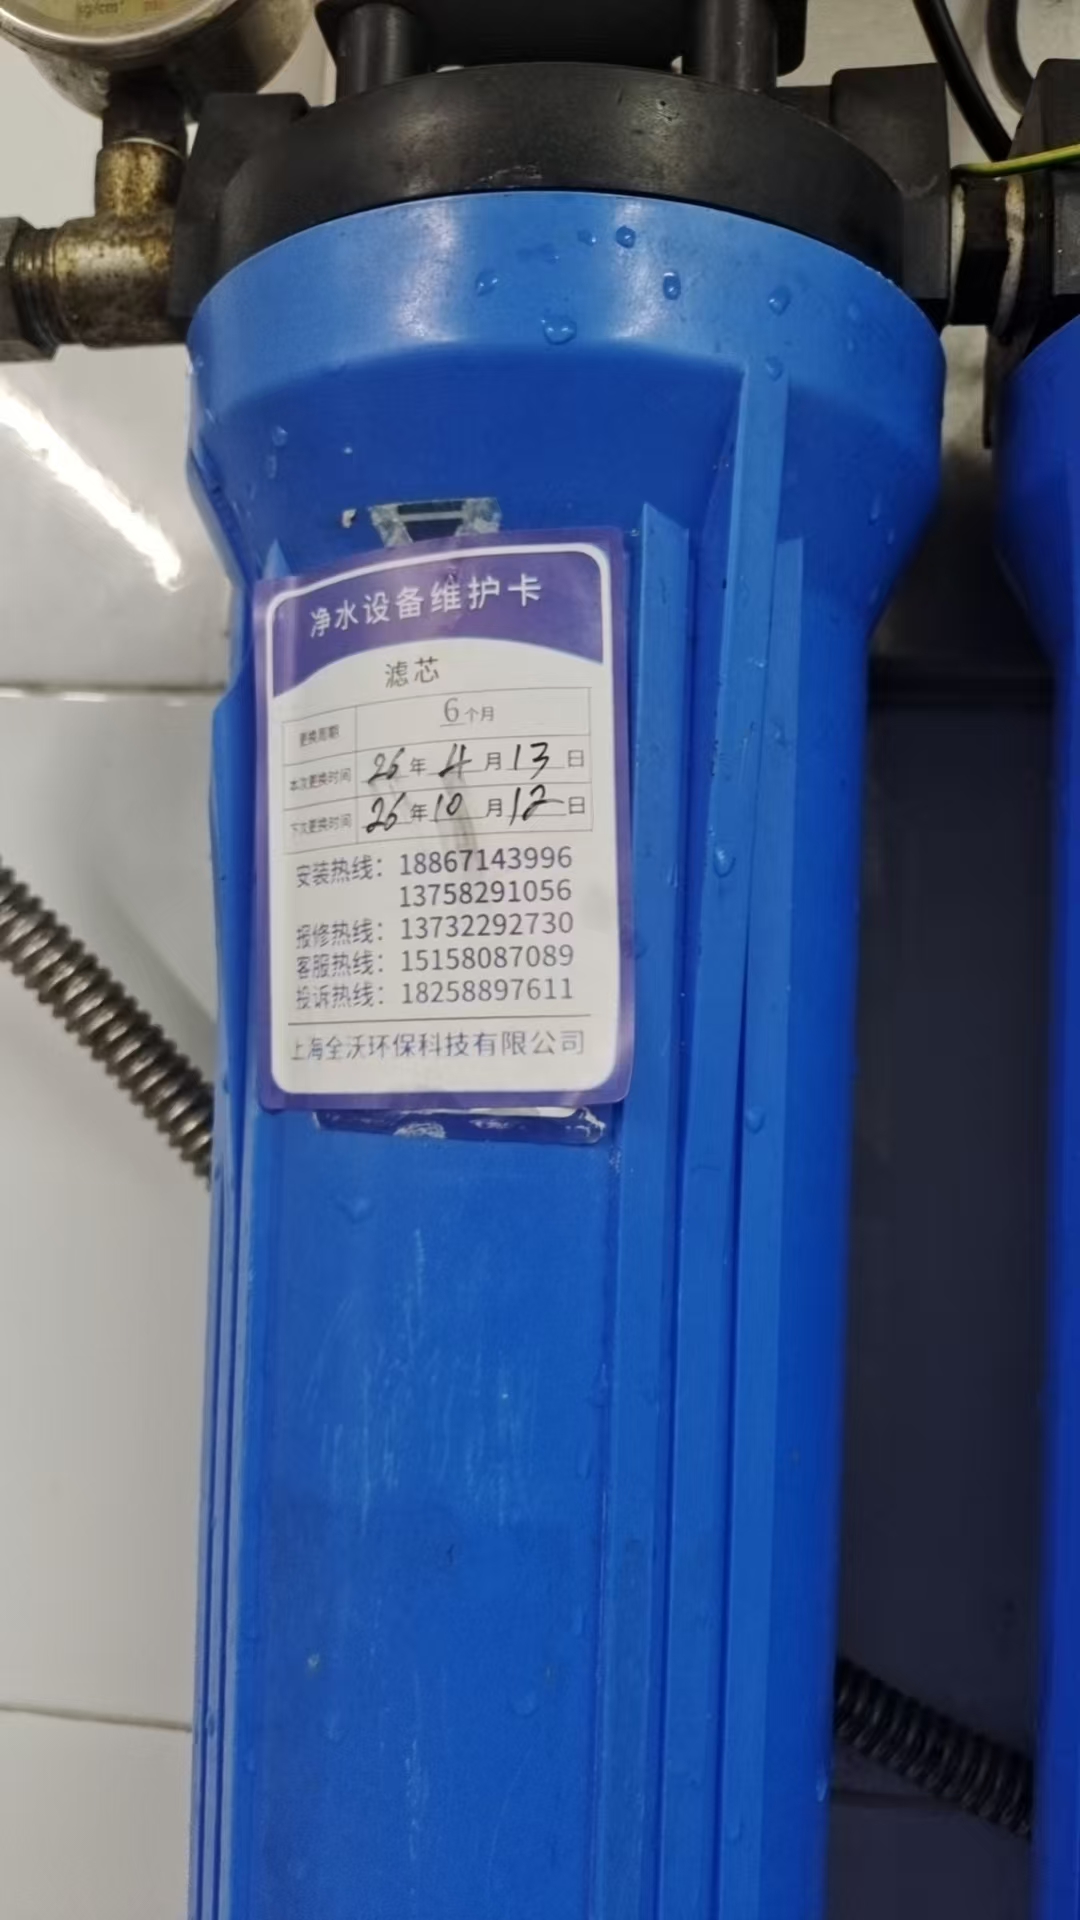 kgf/cm²
净水设备维护卡
滤芯
更换周期 6个月
本次更换时间 26年4月13日
下次更换时间 26年10月12日
安装热线：18867143996
13758291056
报修热线：13732292730
客服热线：15158087089
投诉热线：18258897611
上海全沃环保科技有限公司